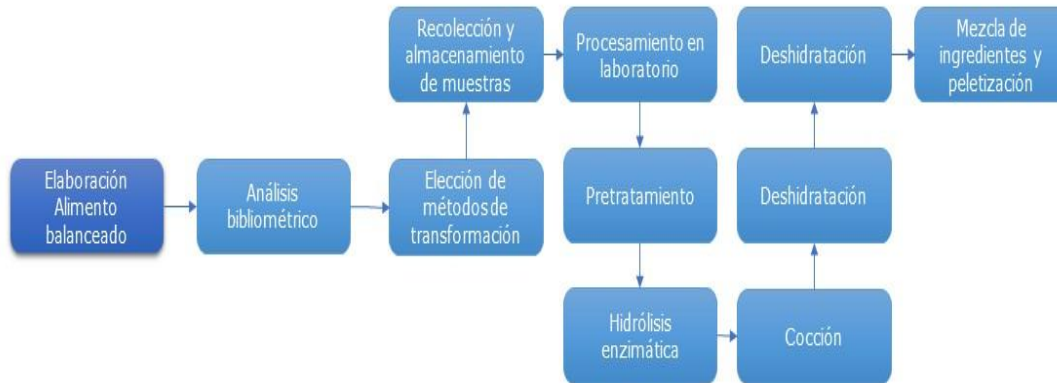 Elaboración
Alimento
balanceado
Análisis
bibliométrico
Elección de
métodos de
transformación
Recolección y
almacenamiento
de muestras
Procesamiento en
laboratorio
Pretratamiento
Hidrólisis
enzimática
Cocción
Deshidratación
Deshidratación
Mezcla de
ingredientes y
peletización